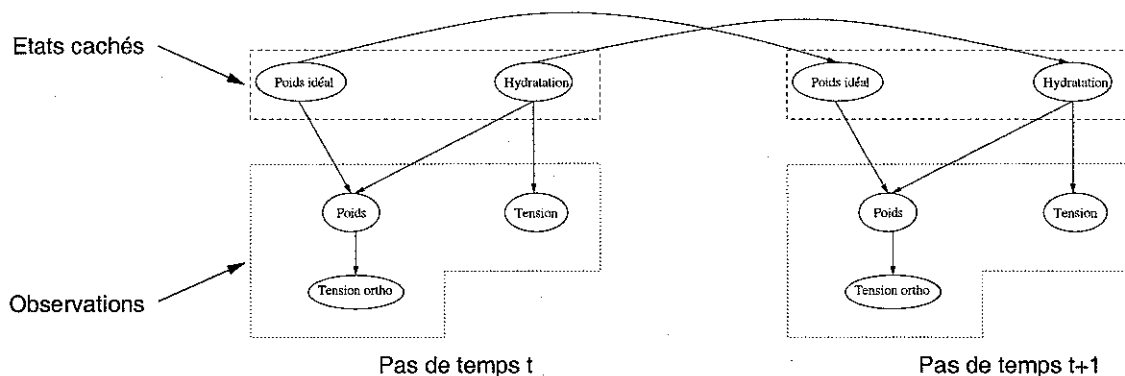 Etats cachés
Poids idéal
Hydratation
Poids idéal
Hydratation
Poids
Tension
Poids
Tension
Tension ortho
Tension ortho
Observations
Pas de temps t
Pas de temps t+1